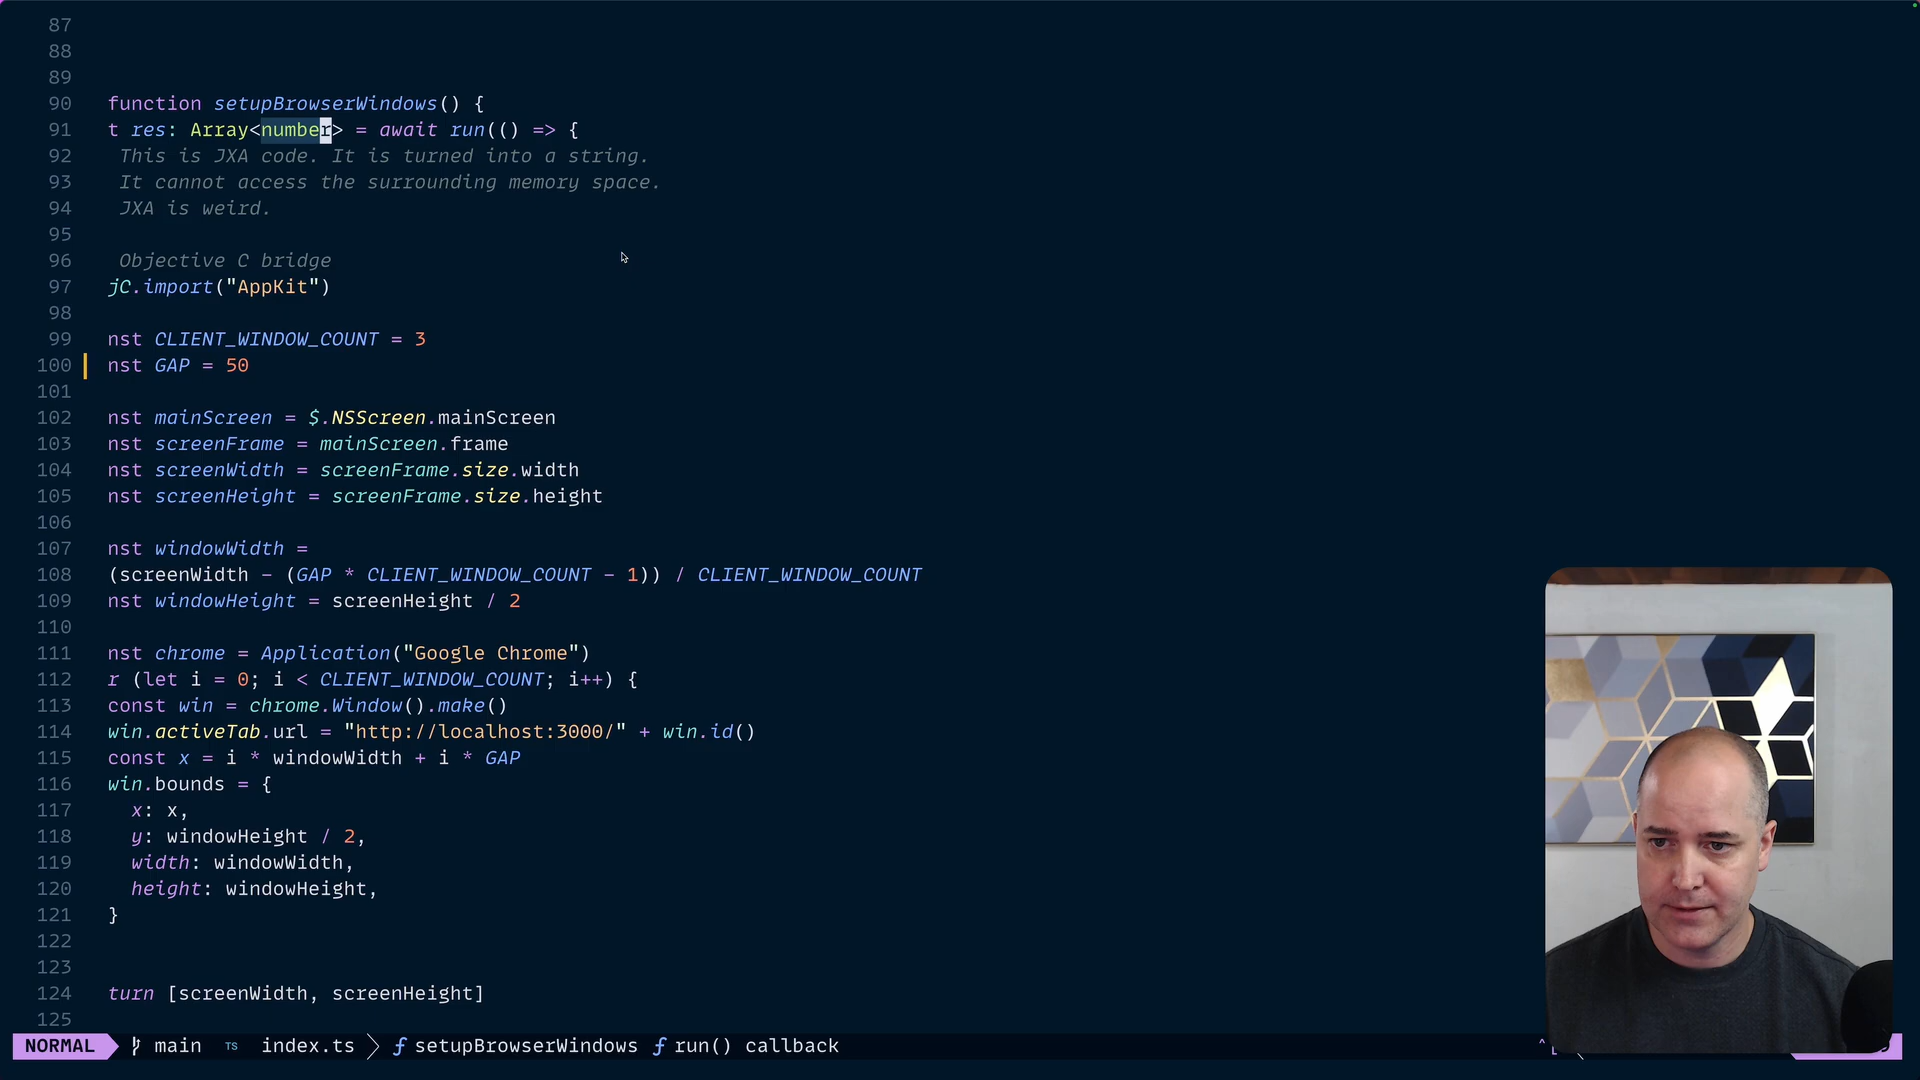 87
88
89
90 function setupBrowserWindows() {
91 t res: Array<number> = await run(() => {
92 This is JXA code. It is turned into a string.
93 It cannot access the surrounding memory space.
94 JXA is weird.
95
96 Objective C bridge
97 jC.import("AppKit")
98
99 nst CLIENT_WINDOW_COUNT = 3
100 nst GAP = 50
101
102 nst mainScreen = $.NSScreen.mainScreen
103 nst screenFrame = mainScreen.frame
104 nst screenWidth = screenFrame.size.width
105 nst screenHeight = screenFrame.size.height
106
107 nst windowWidth =
108 (screenWidth - (GAP * CLIENT_WINDOW_COUNT - 1)) / CLIENT_WINDOW_COUNT
109 nst windowHeight = screenHeight / 2
110
111 nst chrome = Application("Google Chrome")
112 r (let i = 0; i < CLIENT_WINDOW_COUNT; i++) {
113 const win = chrome.Window().make()
114 win.activeTab.url = "http://localhost:3000/" + win.id()
115 const x = i * windowWidth + i * GAP
116 win.bounds = {
117 x: x,
118 y: windowHeight / 2,
119 width: windowWidth,
120 height: windowHeight,
121 }
122
123
124 turn [screenWidth, screenHeight]
125
NORMAL main TS index.ts setupBrowserWindows run() callback